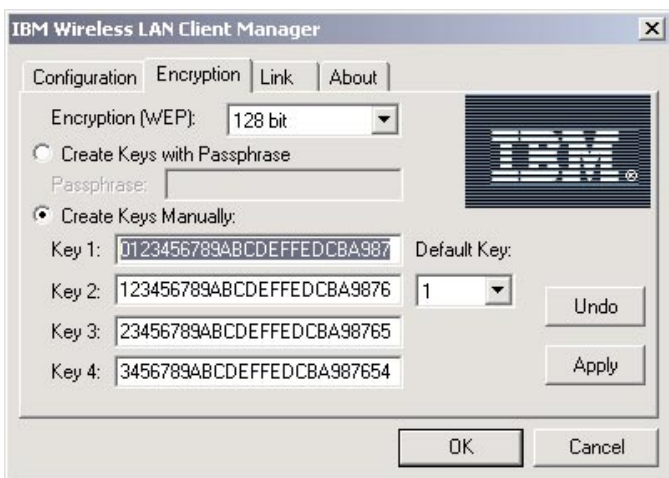 IBM Wireless LAN Client Manager
Configuration Encryption Link About
Encryption (WEP): 128 bit
IBM®
Create Keys with Passphrase
Passphrase:
Create Keys Manually:
Key 1: 0123456789ABCDEFFEDCBA987 Default Key:
Key 2: 123456789ABCDEFFEDCBA9876 1
Undo
Key 3: 23456789ABCDEFFEDCBA98765
Key 4: 3456789ABCDEFFEDCBA987654 Apply
OK Cancel